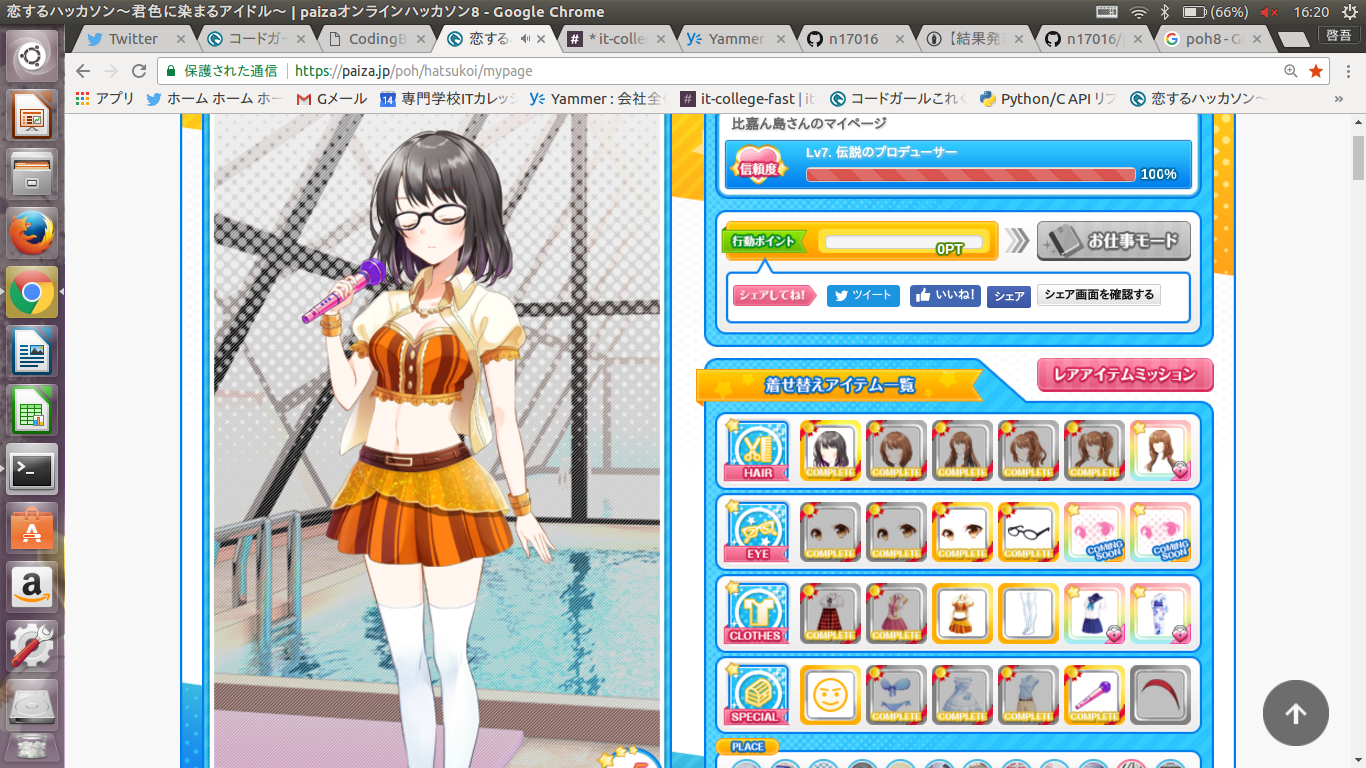 恋するハッカソン～君色に染まるアイドル～ | paizaオンラインハッカソン8 - Google Chrome
(66%)
16:20
Twitter
コードガー
CodingB
恋する
* it-colle
Yammer
n17016
【結果発
n17016/p
poh8 - Go
啓吾
保護された通信
https://paiza.jp/poh/hatsukoi/mypage
アプリ
ホーム ホーム ホー
Gメール
14
専門学校ITカレッジ
Yammer : 会社全体
it-college-fast | it
コードガールこれく
Python/C API リフ
恋するハッカソン～
»
比嘉ん島さんのマイページ
信頼度
Lv7. 伝説のプロデューサー
100%
行動ポイント
0PT
お仕事モード
シェアしてね!
ツイート
いいね!
シェア
シェア画面を確認する
着せ替えアイテム一覧
レアアイテムミッション
HAIR
COMPLETE
COMPLETE
COMPLETE
COMPLETE
COMPLETE
EYE
COMPLETE
COMPLETE
COMPLETE
COMPLETE
COMING SOON
COMING SOON
CLOTHES
COMPLETE
COMPLETE
SPECIAL
COMPLETE
COMPLETE
COMPLETE
COMPLETE
PLACE